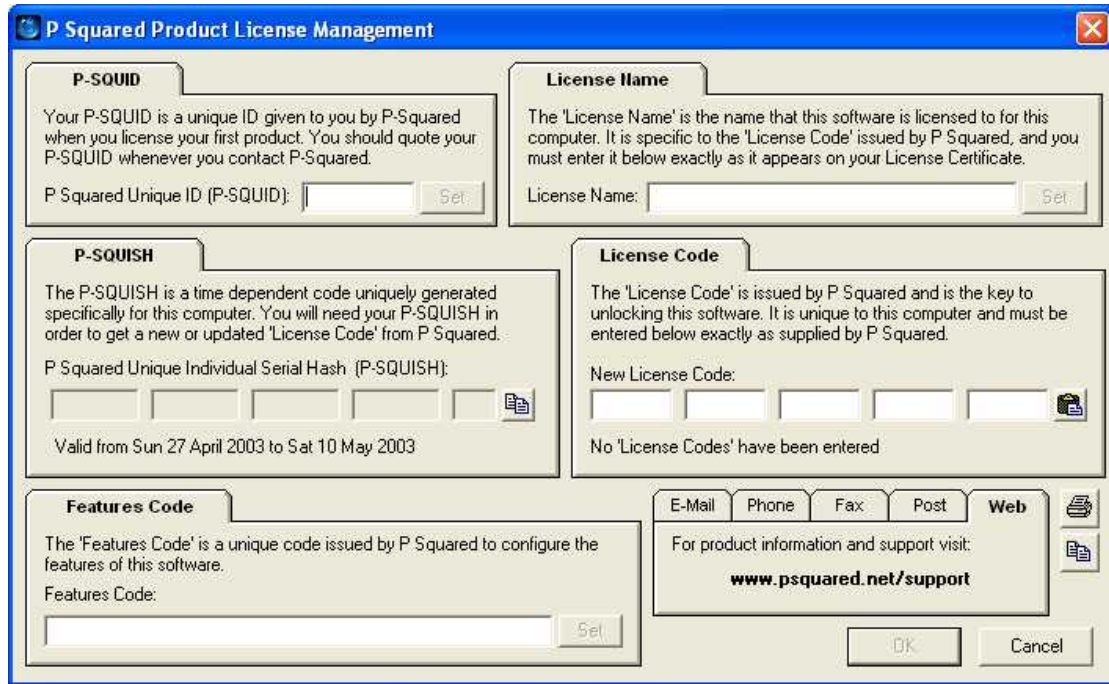 P Squared Product License Management
P-SQUID
Your P-SQUID is a unique ID given to you by P-Squared
when you license your first product. You should quote your
P-SQUID whenever you contact P-Squared.
P Squared Unique ID (P-SQUID):
Set
License Name
The 'License Name' is the name that this software is licensed to for this
computer. It is specific to the 'License Code' issued by P Squared, and you
must enter it below exactly as it appears on your License Certificate.
License Name:
Set
P-SQUISH
The P-SQUISH is a time dependent code uniquely generated
specifically for this computer. You will need your P-SQUISH in
order to get a new or updated 'License Code' from P Squared.
P Squared Unique Individual Serial Hash (P-SQUISH):
Valid from Sun 27 April 2003 to Sat 10 May 2003
License Code
The 'License Code' is issued by P Squared and is the key to
unlocking this software. It is unique to this computer and must be
entered below exactly as supplied by P Squared.
New License Code:
No 'License Codes' have been entered
Features Code
The 'Features Code' is a unique code issued by P Squared to configure the
features of this software.
Features Code:
Set
E-Mail Phone Fax Post Web
For product information and support visit:
www.psquared.net/support
OK Cancel